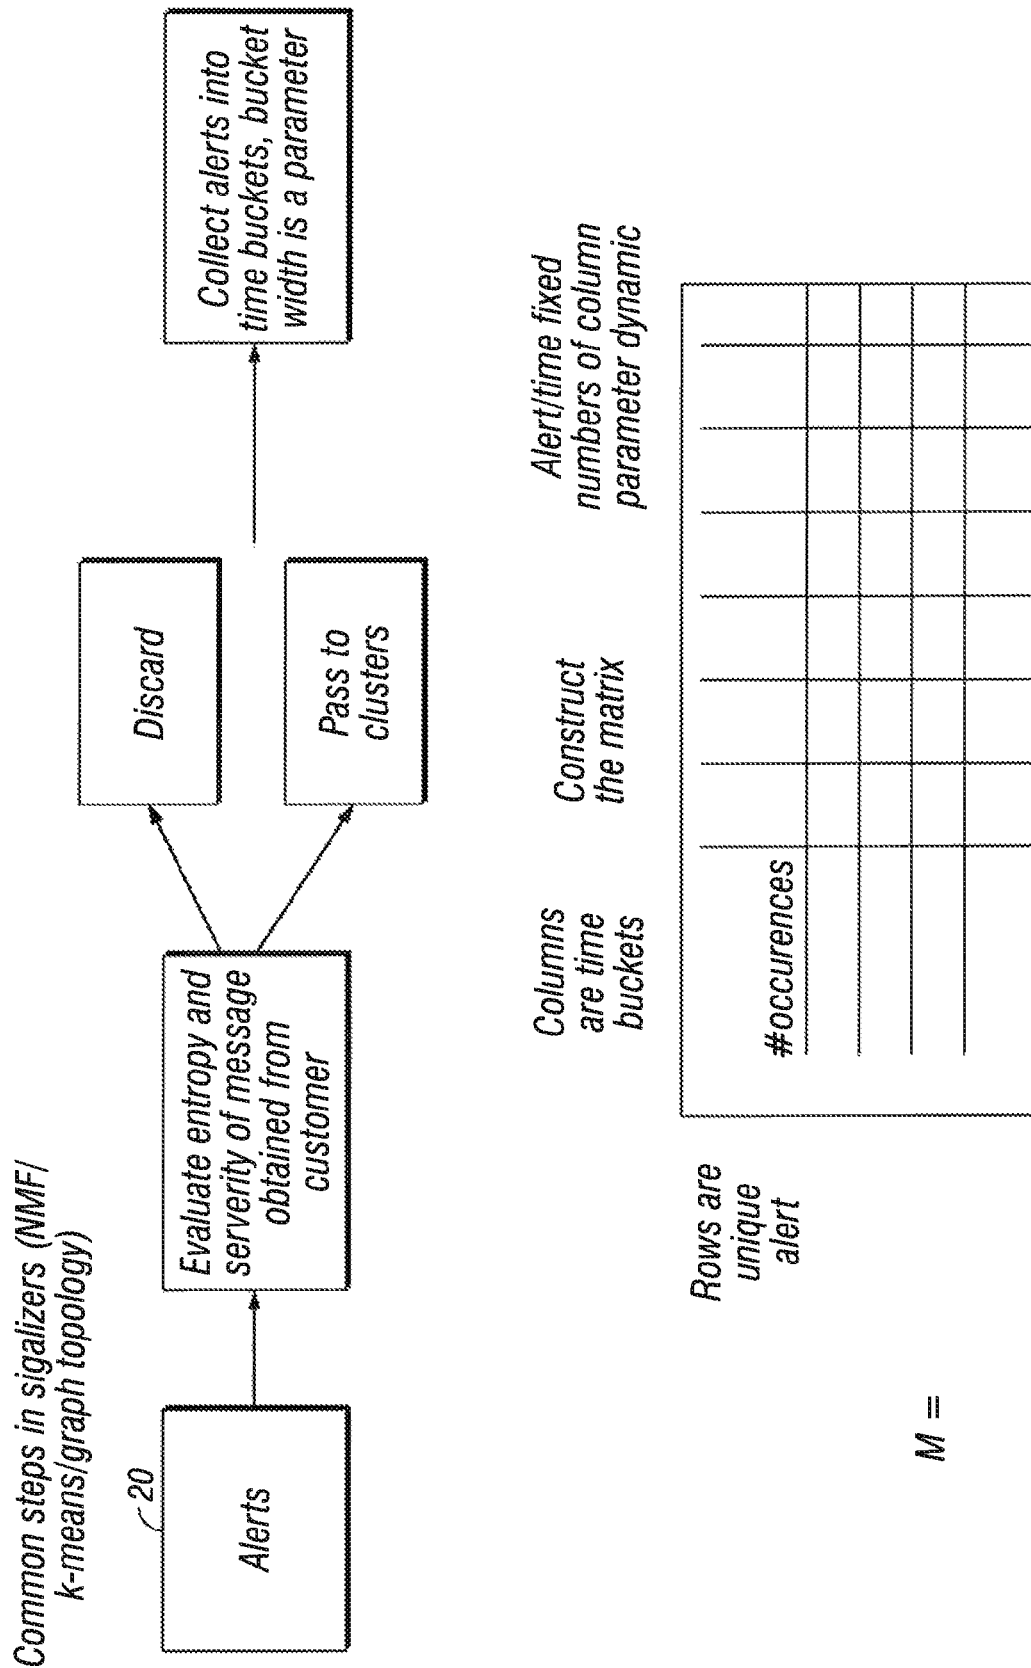 Common steps in sigalizers (NMF/
k-means/graph topology)
20
Alerts
Evaluate entropy and
serverity of message
obtained from
customer
Discard
Pass to
clusters
Collect alerts into
time buckets, bucket
width is a parameter
Columns
are time
buckets
Construct
the matrix
Alert/time fixed
numbers of column
parameter dynamic
Rows are
unique
alert
#occurences
M =